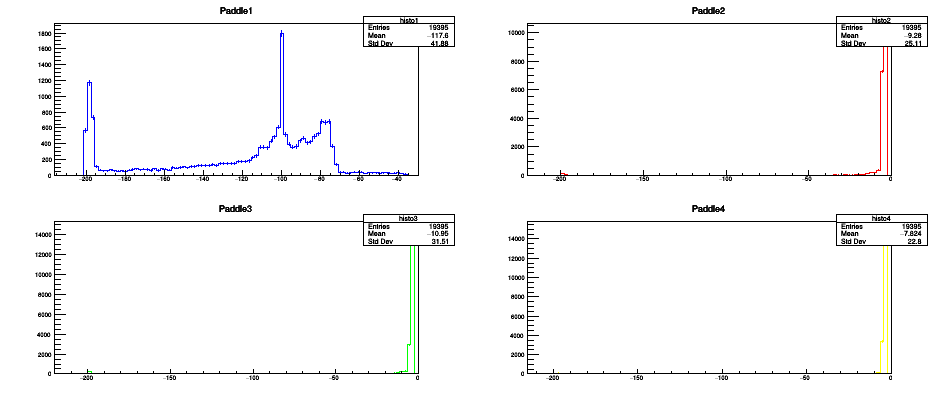 Paddle1
histo1
Entries 19395
Mean −117.6
Std Dev 41.88
1800
1600
1400
1200
1000
800
600
400
200
0
−200 −180 −160 −140 −120 −100 −80 −60 −40
Paddle2
histo2
Entries 19395
Mean −9.28
Std Dev 25.11
10000
8000
6000
4000
2000
0
−200 −150 −100 −50 0
Paddle3
histo3
Entries 19395
Mean −10.95
Std Dev 31.51
14000
12000
10000
8000
6000
4000
2000
0
−200 −150 −100 −50 0
Paddle4
histo4
Entries 19395
Mean −7.824
Std Dev 22.8
14000
12000
10000
8000
6000
4000
2000
0
−200 −150 −100 −50 0